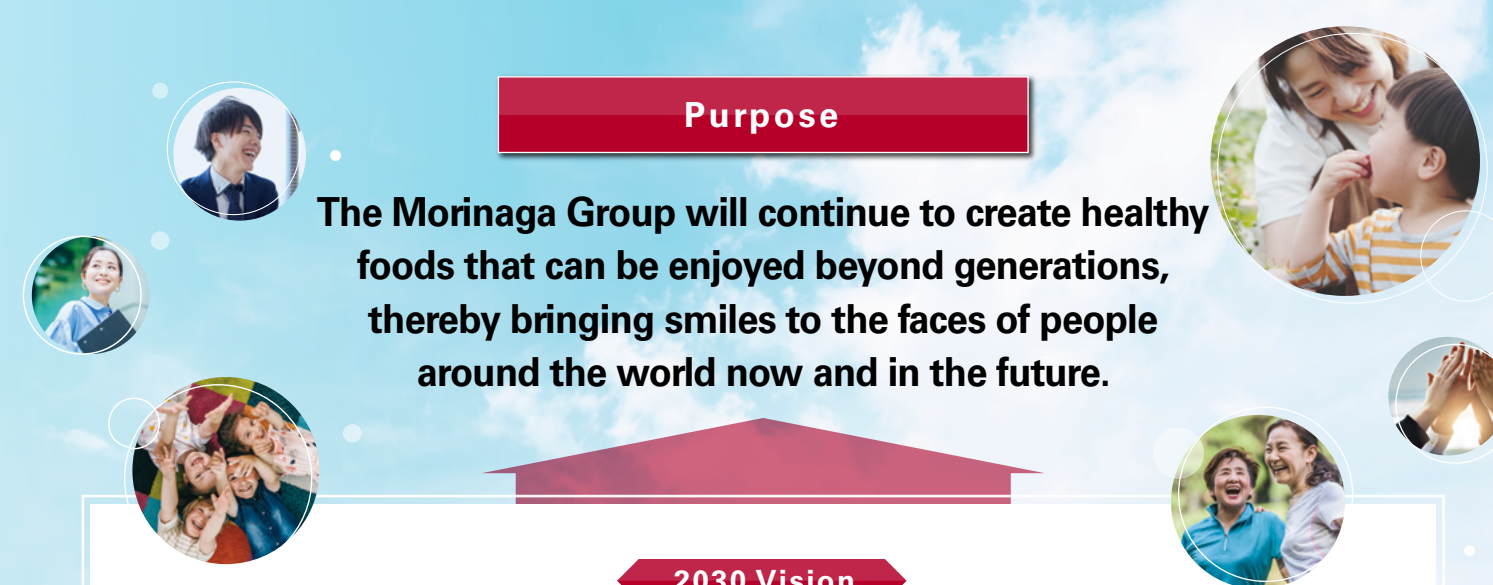 Purpose
The Morinaga Group will continue to create healthy
foods that can be enjoyed beyond generations,
thereby bringing smiles to the faces of people
around the world now and in the future.
2030 Vision